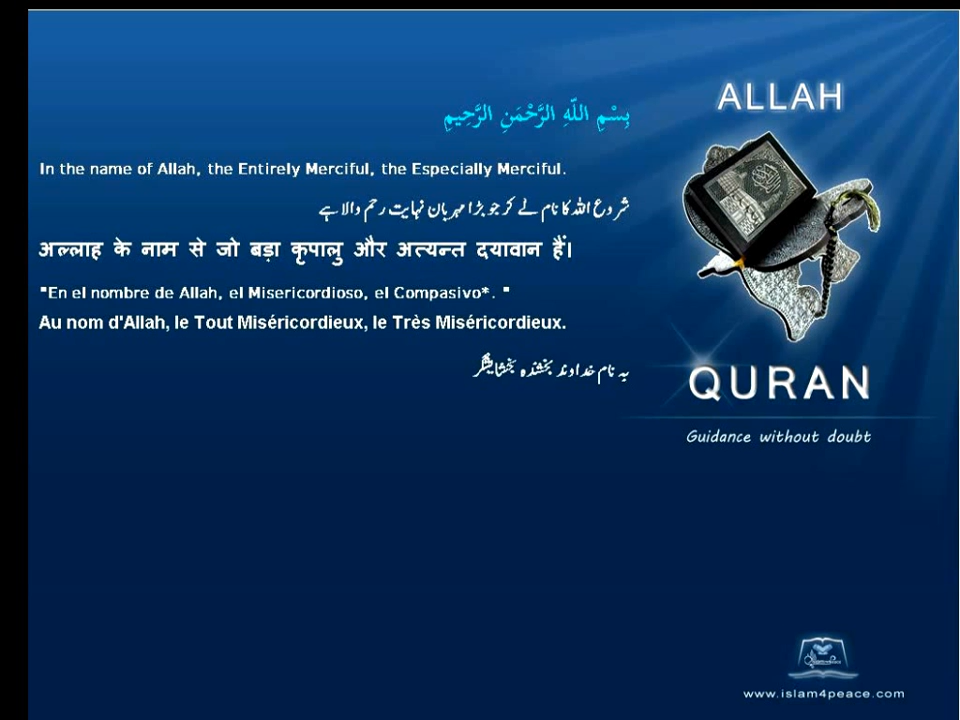 بِسْمِ اللّهِ الرَّحْمَنِ الرَّحِيمِ
In the name of Allah, the Entirely Merciful, the Especially Merciful.
شروع اللہ کا نام لے کر جو بڑا مہربان نہایت رحم والا ہے
अल्लाह के नाम से जो बड़ा कृपालु और अत्यन्त दयावान हैं।
"En el nombre de Allah, el Misericordioso, el Compasivo*. "
Au nom d'Allah, le Tout Miséricordieux, le Très Miséricordieux.
به نام خداوند بخشنده بخشایشگر
ALLAH
QURAN
Guidance without doubt
www.islam4peace.com